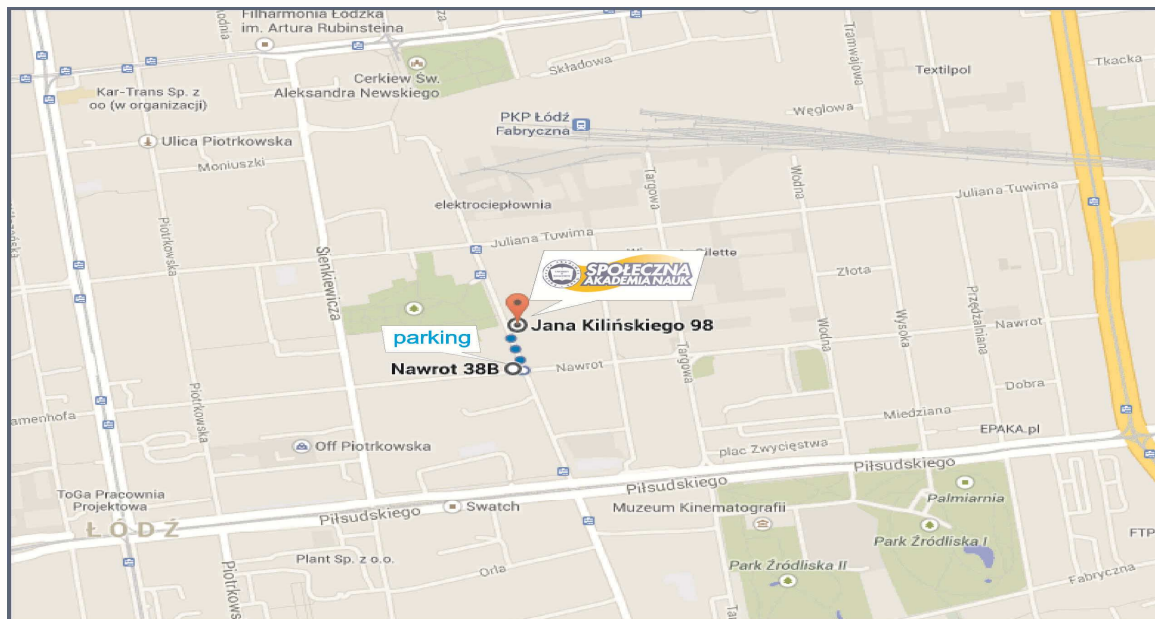 Filharmonia Łódzka
im. Artura Rubinsteina
Składowa
Tramwajowa
Textilpol
Tkacka
Cerkiew Św.
Aleksandra Newskiego
Kar-Trans Sp. z
oo (w organizacji)
Węglowa
PKP Łódź
Fabryczna
Ulica Piotrkowska
Moniuszki
Targowa
Wodna
Juliana Tuwima
elektrociepłownia
Piotrkowska
Juliana Tuwima
Sienkiewicza
SPOŁECZNA
AKADEMIA NAUK
Złota
Przędzalniana
Wysoka
Wodna
Nawrot
Jana Kilińskiego 98
parking
Targowa
Nawrot 38B
Nawrot
Dobra
Piotrkowska
Miedziana
EPAKA.pl
Off Piotrkowska
plac Zwycięstwa
Piłsudskiego
Piłsudskiego
Palmiarnia
ToGa Pracownia
Projektowa
Swatch
Muzeum Kinematografii
Piłsudskiego
ŁÓDŹ
Park Źródliska I
FTP
Plant Sp. z o.o.
Orla
Park Źródliska II
Fabryczna